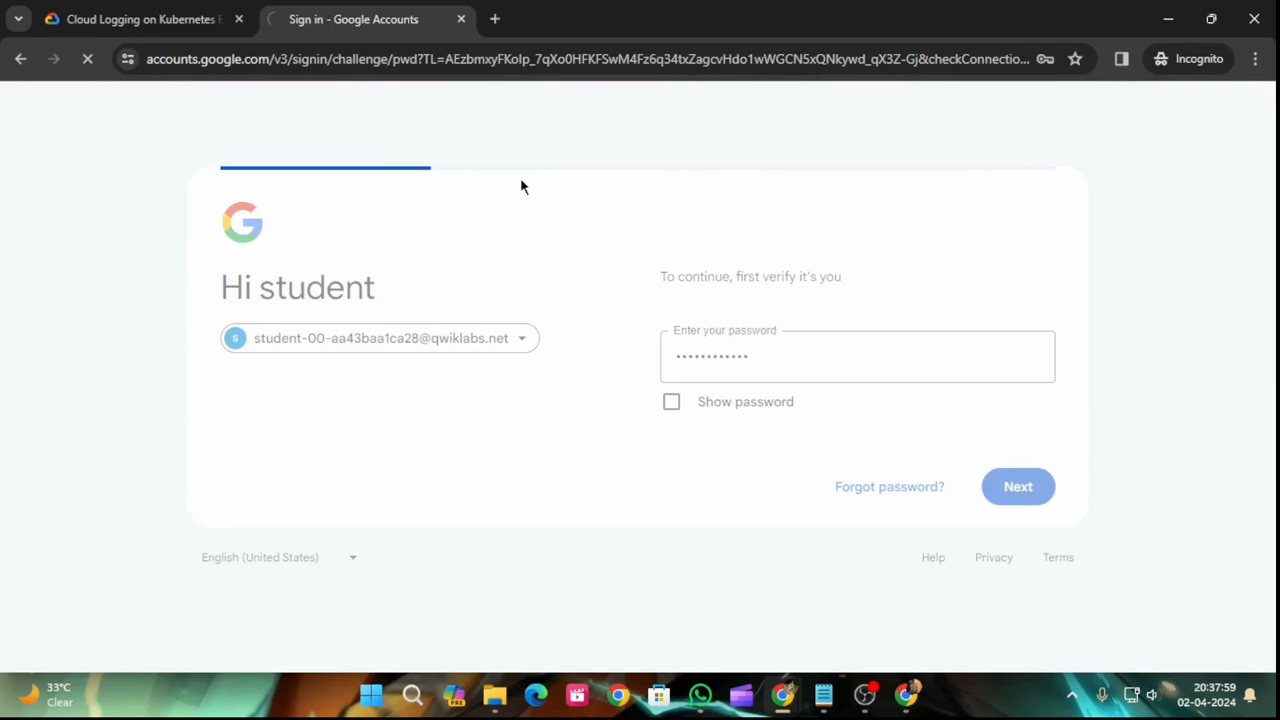 Cloud Logging on Kubernetes E
Sign in - Google Accounts
accounts.google.com/v3/signin/challenge/pwd?TL=AEzbmxyFKoIp_7qXo0HFKFSwM4Fz6q34txZagcvHdo1wWGCN5xQNkywd_qX3Z-Gj&checkConnectio...
Incognito
Hi student
S student-00-aa43baa1ca28@qwiklabs.net
To continue, first verify it's you
Enter your password
••••••••••••
Show password
Forgot password?
Next
English (United States)
Help
Privacy
Terms
33°C
Clear
PRE
20:37:59
02-04-2024